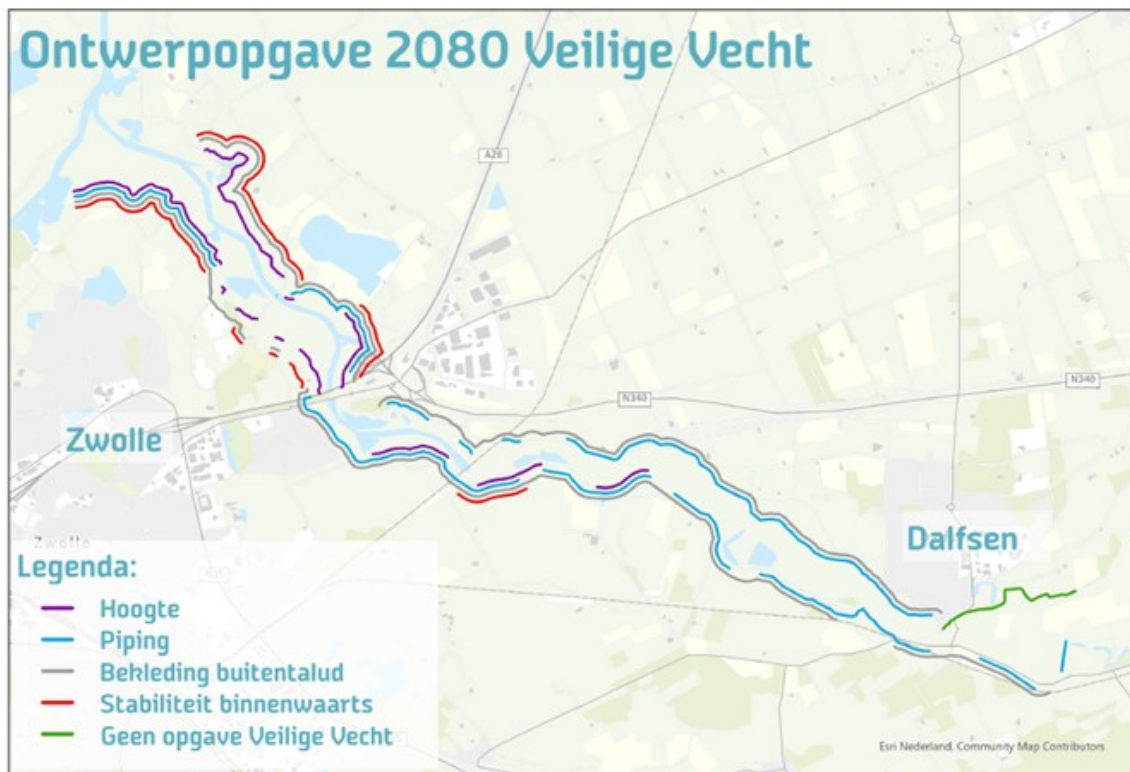 Ontwerpopgave 2080 Veilige Vecht
A28
N340
N340
Zwolle
Dalfsen
Zwolle
N35
Legenda:
Hoogte
Piping
Bekleding buitentalud
Stabiliteit binnenwaarts
Geen opgave Veilige Vecht
Esri Nederland, Community Map Contributors